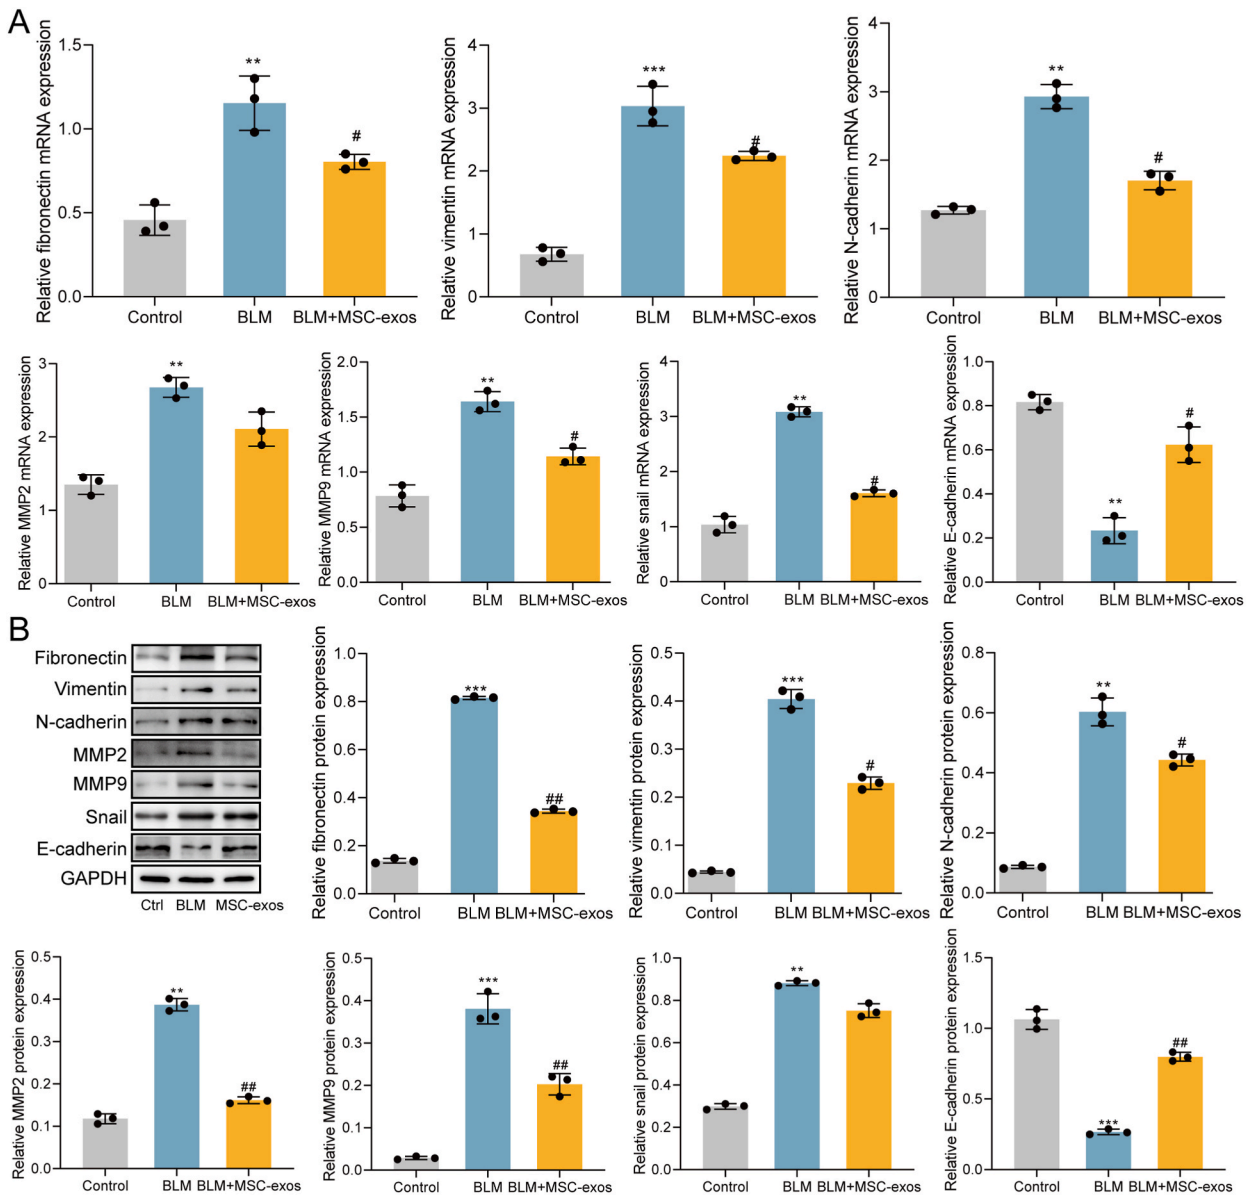 A
Relative fibronectin mRNA expression
1.5
1.0
0.5
0.0
**
#
Control
BLM
BLM+MSC-exos
Relative vimentin mRNA expression
4
3
2
1
0
***
#
Control
BLM
BLM+MSC-exos
Relative N-cadherin mRNA expression
4
3
2
1
0
**
#
Control
BLM
BLM+MSC-exos
Relative MMP2 mRNA expression
3
2
1
0
**
Control
BLM
BLM+MSC-exos
Relative MMP9 mRNA expression
2.0
1.5
1.0
0.5
0.0
**
#
Control
BLM
BLM+MSC-exos
Relative snail mRNA expression
4
3
2
1
0
**
#
Control
BLM
BLM+MSC-exos
Relative E-cadherin mRNA expression
1.0
0.8
0.6
0.4
0.2
0.0
**
#
Control
BLM
BLM+MSC-exos
B
Fibronectin
Vimentin
N-cadherin
MMP2
MMP9
Snail
E-cadherin
GAPDH
Ctrl BLM MSC-exos
Relative fibronectin protein expression
1.0
0.8
0.6
0.4
0.2
0.0
***
##
Control
BLM
BLM+MSC-exos
Relative vimentin protein expression
0.5
0.4
0.3
0.2
0.1
0.0
***
#
Control
BLM
BLM+MSC-exos
Relative N-cadherin protein expression
0.8
0.6
0.4
0.2
0.0
**
#
Control
BLM
BLM+MSC-exos
Relative MMP2 protein expression
0.5
0.4
0.3
0.2
0.1
0.0
**
##
Control
BLM
BLM+MSC-exos
Relative MMP9 protein expression
0.5
0.4
0.3
0.2
0.1
0.0
***
##
Control
BLM
BLM+MSC-exos
Relative snail protein expression
1.0
0.8
0.6
0.4
0.2
0.0
**
Control
BLM
BLM+MSC-exos
Relative E-cadherin protein expression
1.5
1.0
0.5
0.0
***
##
Control
BLM
BLM+MSC-exos